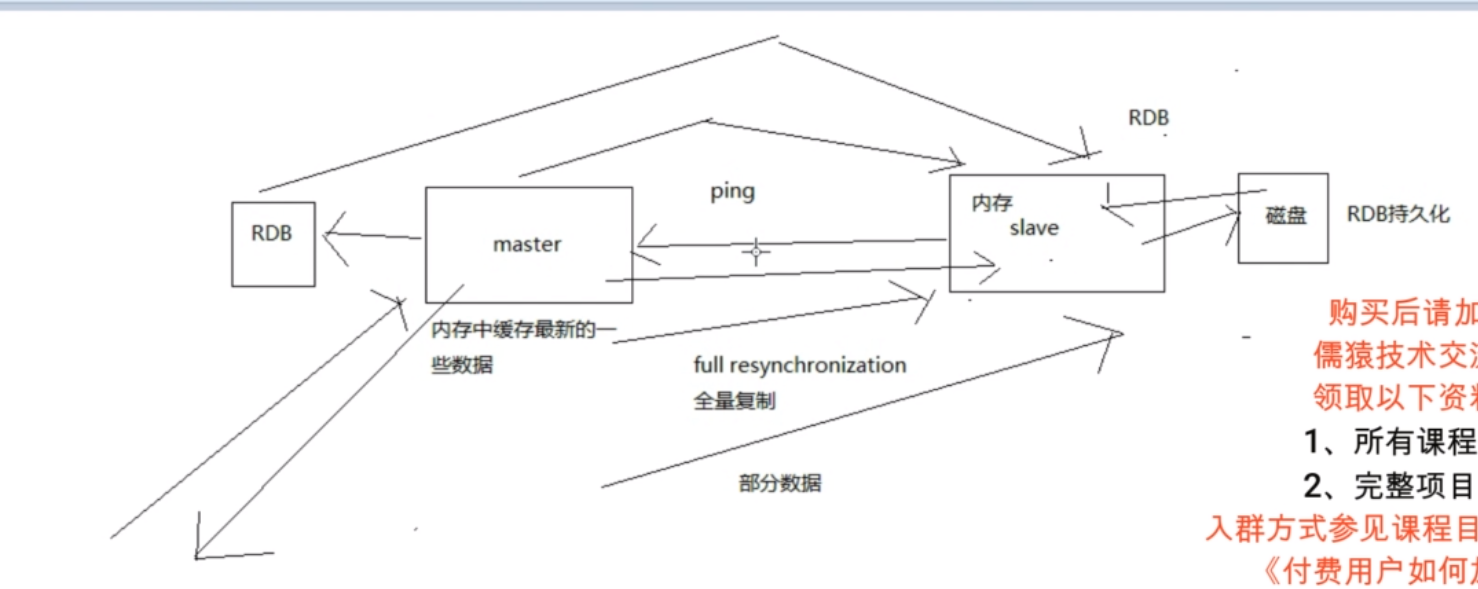 RDB
ping
RDB
master
内存
slave
磁盘
RDB持久化
内存中缓存最新的一
些数据
full resynchronization
全量复制
部分数据
购买后请加
儒猿技术交
领取以下资
1、所有课程
2、完整项目
入群方式参见课程目
《付费用户如何